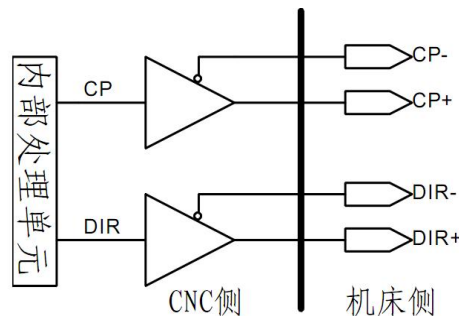 CP-
CP
CP+
内部处理单元
DIR-
DIR
DIR+
CNC侧
机床侧